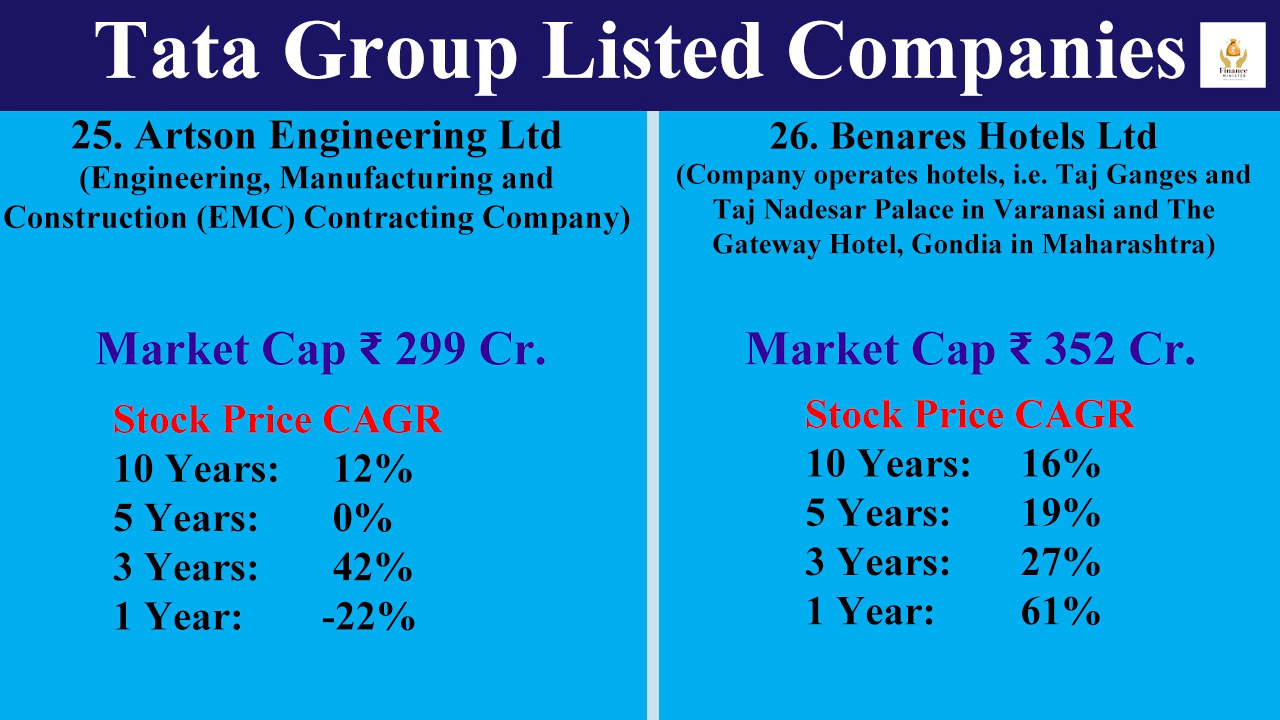 Tata Group Listed Companies
Finance
MINISTER
25. Artson Engineering Ltd
(Engineering, Manufacturing and
Construction (EMC) Contracting Company)
Market Cap ₹ 299 Cr.
Stock Price CAGR
10 Years: 12%
5 Years: 0%
3 Years: 42%
1 Year: -22%
26. Benares Hotels Ltd
(Company operates hotels, i.e. Taj Ganges and
Taj Nadesar Palace in Varanasi and The
Gateway Hotel, Gondia in Maharashtra)
Market Cap ₹ 352 Cr.
Stock Price CAGR
10 Years: 16%
5 Years: 19%
3 Years: 27%
1 Year: 61%